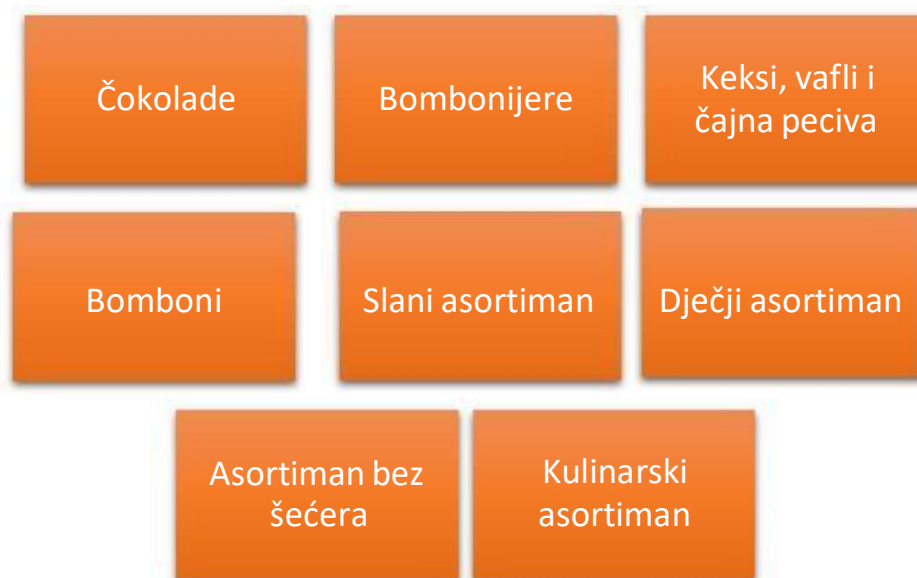 Čokolade
Bombonijere
Keksi, vafli i
čajna peciva
Bomboni
Slani asortiman
Dječji asortiman
Asortiman bez
šećera
Kulinarski
asortiman